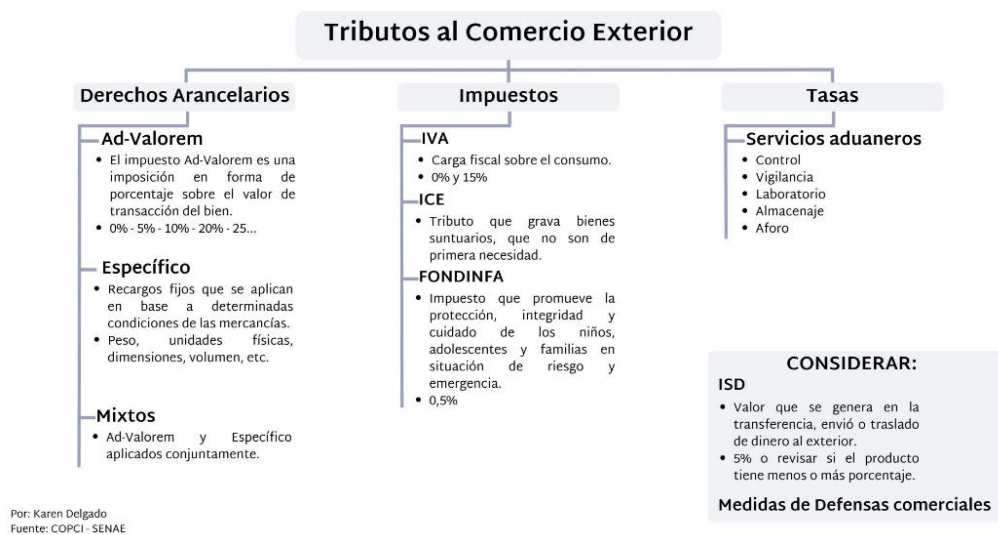 Tributos al Comercio Exterior
Derechos Arancelarios
Ad-Valorem
• El impuesto Ad-Valorem es una
imposición en forma de
porcentaje sobre el valor de
transacción del bien.
• 0% - 5% - 10% - 20% - 25...
Específico
• Recargos fijos que se aplican
en base a determinadas
condiciones de las mercancías.
• Peso, unidades físicas,
dimensiones, volumen, etc.
Mixtos
• Ad-Valorem y Específico
aplicados conjuntamente.
Impuestos
IVA
• Carga fiscal sobre el consumo.
• 0% y 15%
ICE
• Tributo que grava bienes
suntuarios, que no son de
primera necesidad.
FONDINFA
• Impuesto que promueve la
protección, integridad y
cuidado de los niños,
adolescentes y familias en
situación de riesgo y
emergencia.
• 0,5%
Tasas
Servicios aduaneros
• Control
• Vigilancia
• Laboratorio
• Almacenaje
• Aforo
CONSIDERAR:
ISD
• Valor que se genera en la
transferencia, envió o traslado
de dinero al exterior.
• 5% o revisar si el producto
tiene menos o más porcentaje.
Medidas de Defensas comerciales
Por: Karen Delgado
Fuente: COPCI - SENAE